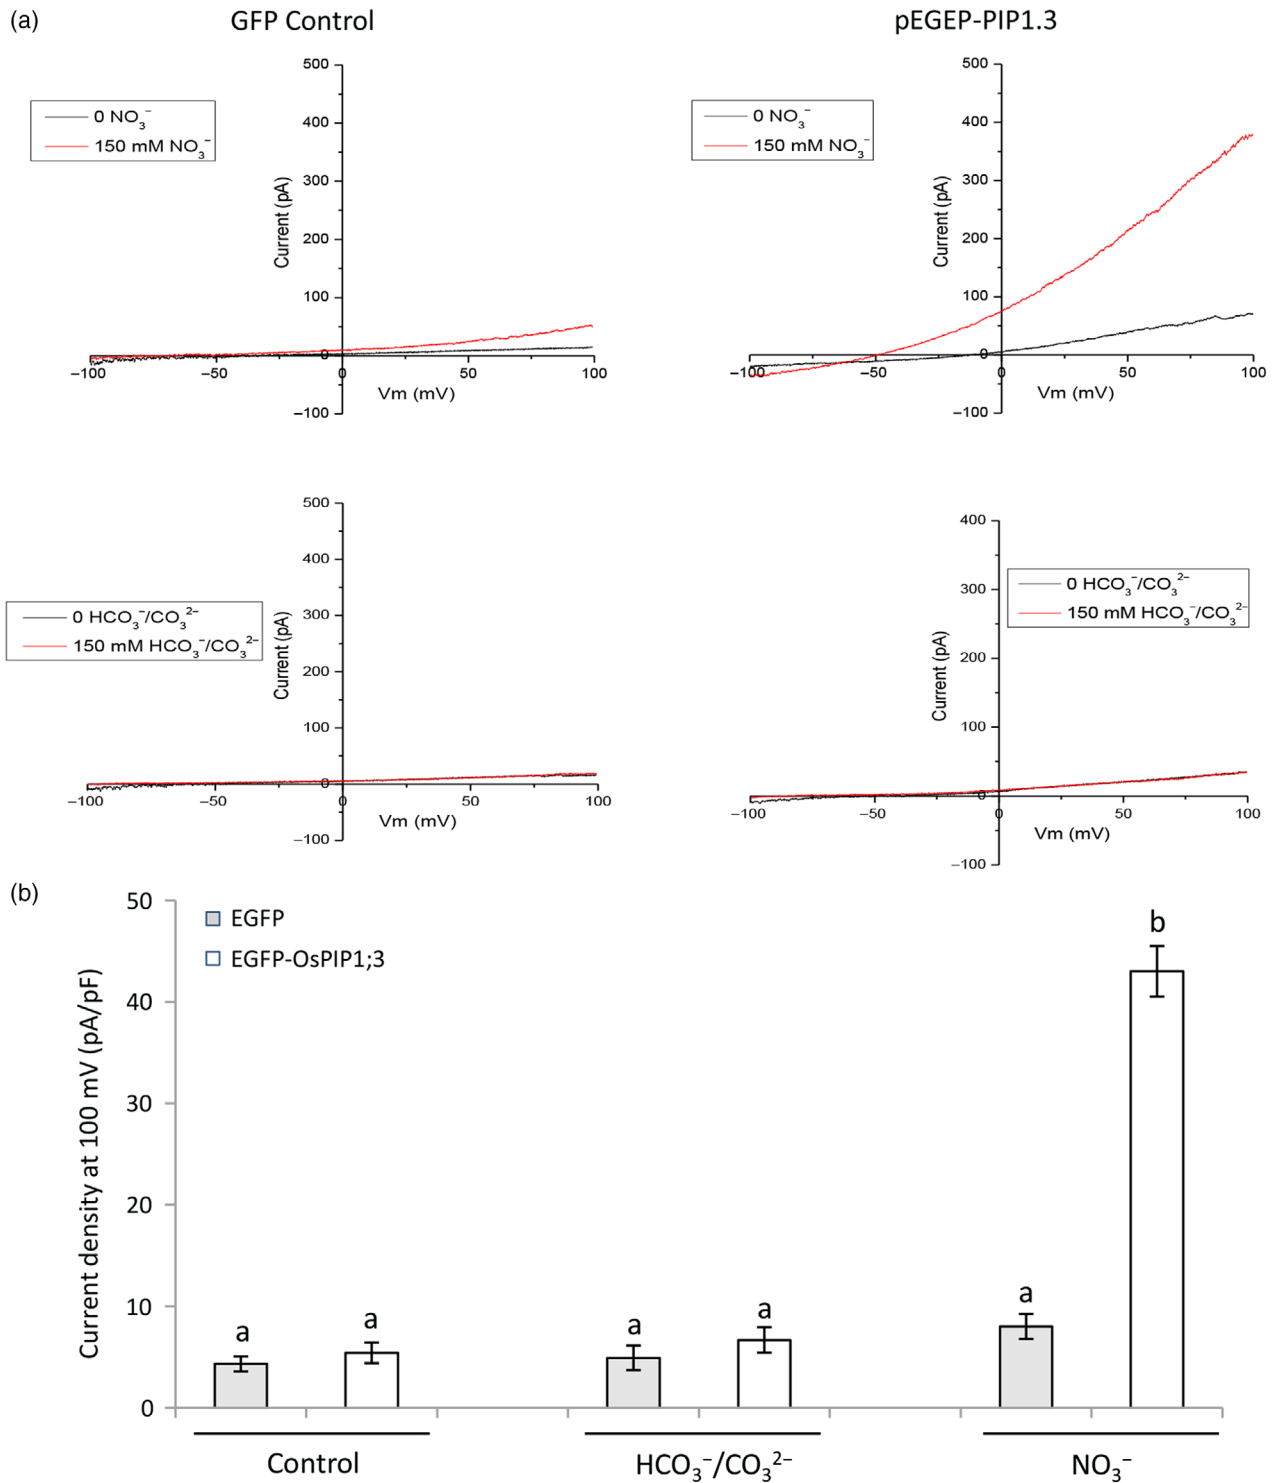 (a)
GFP Control
pEGEP-PIP1.3
0 NO₃⁻
150 mM NO₃⁻
500
400
300
200
100
0
−100
−100
−50
0
50
100
Current (pA)
Vm (mV)
0 NO₃⁻
150 mM NO₃⁻
500
400
300
200
100
0
−100
−100
−50
0
50
100
Current (pA)
Vm (mV)
0 HCO₃⁻/CO₃²⁻
150 mM HCO₃⁻/CO₃²⁻
500
400
300
200
100
0
−100
−100
−50
0
50
100
Current (pA)
Vm (mV)
0 HCO₃⁻/CO₃²⁻
150 mM HCO₃⁻/CO₃²⁻
400
300
200
100
0
−100
−100
−50
0
50
100
Current (pA)
Vm (mV)
(b)
EGFP
EGFP-OsPIP1;3
Current density at 100 mV (pA/pF)
50
40
30
20
10
0
a
a
a
a
a
b
Control
HCO₃⁻/CO₃²⁻
NO₃⁻